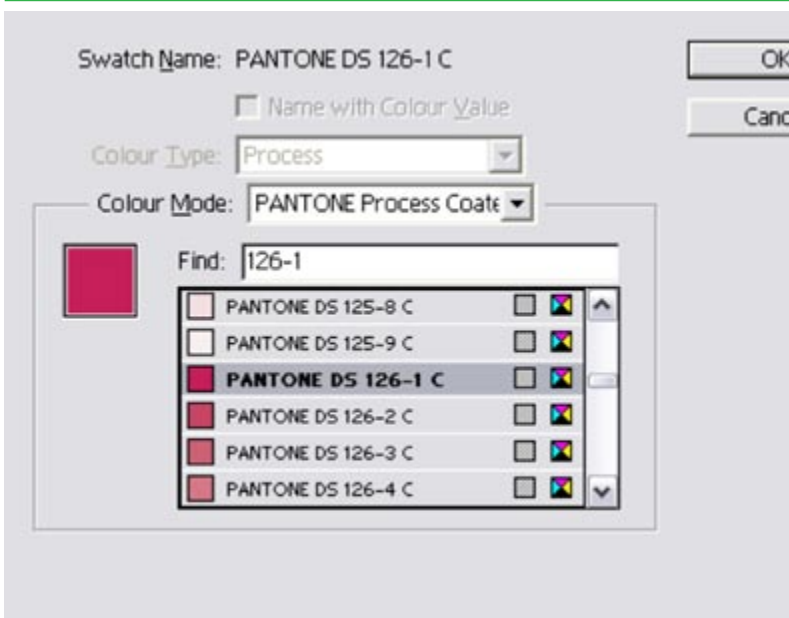 Swatch Name: PANTONE DS 126-1 C
OK
Name with Colour Value
Canc
Colour Type: Process
Colour Mode: PANTONE Process Coate
Find: 126-1
PANTONE DS 125-8 C
PANTONE DS 125-9 C
PANTONE DS 126-1 C
PANTONE DS 126-2 C
PANTONE DS 126-3 C
PANTONE DS 126-4 C